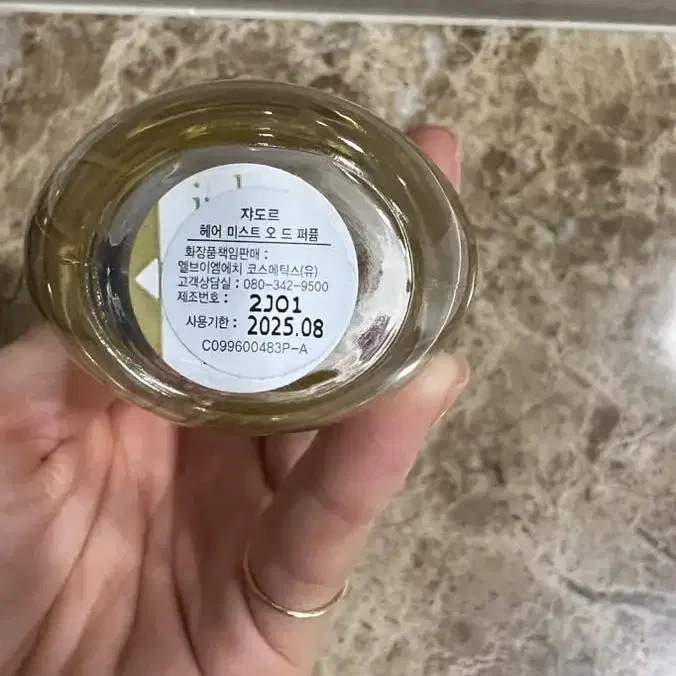 쟈도르
헤어 미스트 오 드 퍼퓸
화장품책임판매 :
엘브이엠에치 코스메틱스(유)
고객상담실 : 080-342-9500
제조번호 : 2J01
사용기한 : 2025.08
C099600483P-A